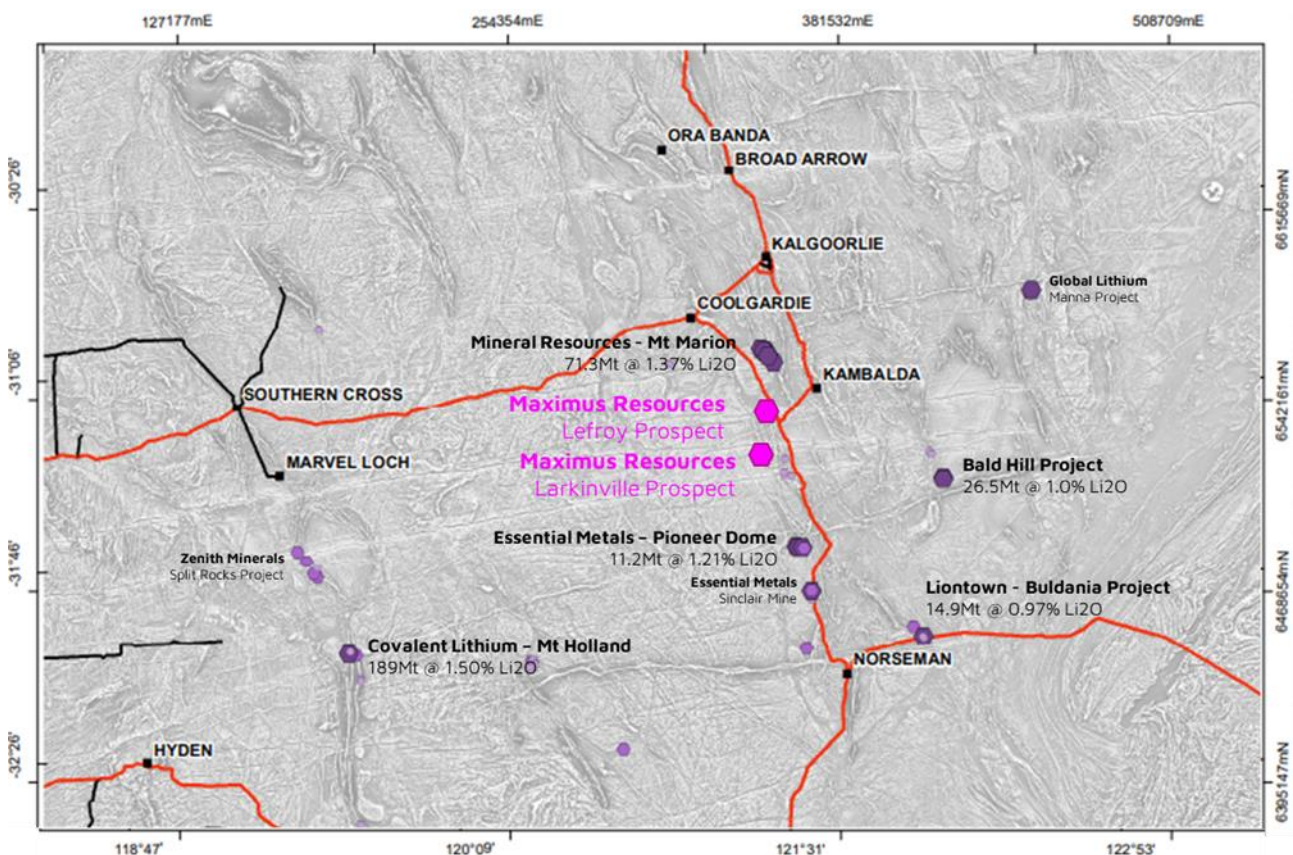 127177mE
254354mE
381532mE
508709mE
ORA BANDA
BROAD ARROW
-30°26'
6615669mN
KALGOORLIE
Global Lithium
Manna Project
COOLGARDIE
Mineral Resources - Mt Marion
71.3Mt @ 1.37% Li2O
-31°06'
KAMBALDA
SOUTHERN CROSS
6542161mN
Maximus Resources
Lefroy Prospect
MARVEL LOCH
Maximus Resources
Larkinville Prospect
Bald Hill Project
26.5Mt @ 1.0% Li2O
Essential Metals – Pioneer Dome
11.2Mt @ 1.21% Li2O
-31°46'
Zenith Minerals
Split Rocks Project
Essential Metals
Sinclair Mine
Liontown - Buldania Project
14.9Mt @ 0.97% Li2O
6468654mN
Covalent Lithium – Mt Holland
189Mt @ 1.50% Li2O
NORSEMAN
HYDEN
-32°26'
6395147mN
118°47'
120°09'
121°31'
122°53'